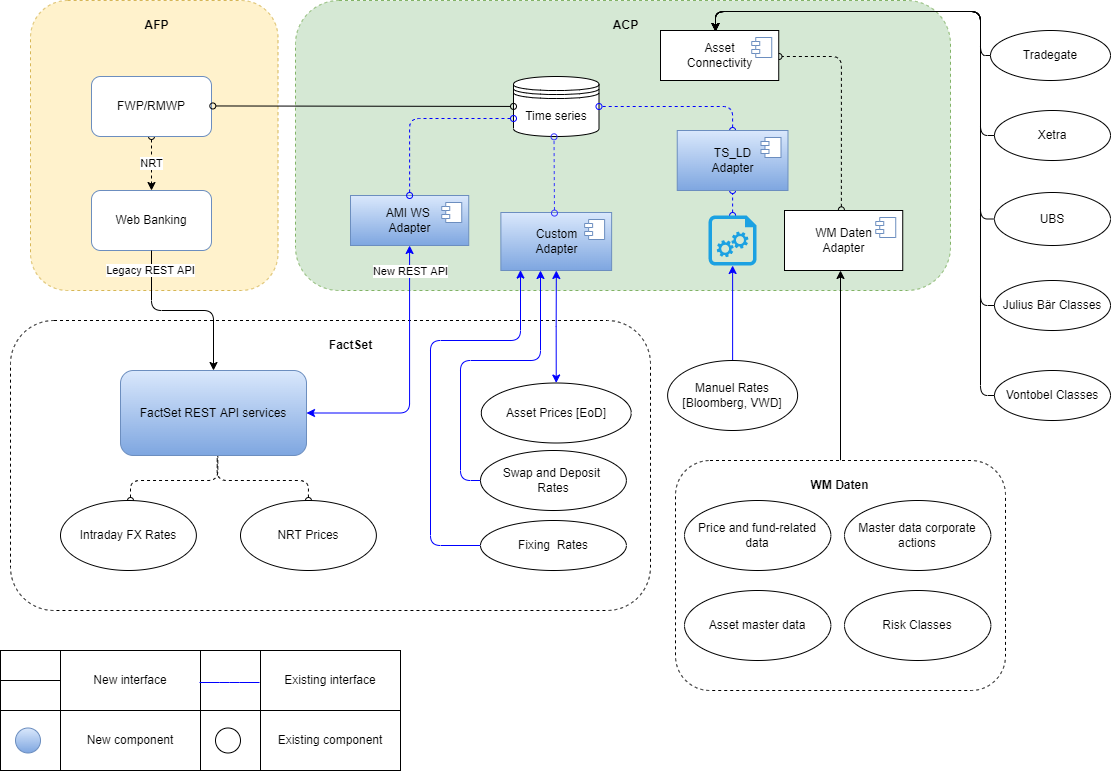 AFP
ACP
FWP/RMWP
NRT
Web Banking
Legacy REST API
Time series
Asset
Connectivity
TS_LD
Adapter
AMI WS
Adapter
Custom
Adapter
WM Daten
Adapter
New REST API
Tradegate
Xetra
UBS
Julius Bär Classes
Vontobel Classes
FactSet
FactSet REST API services
Intraday FX Rates
NRT Prices
Asset Prices [EoD]
Swap and Deposit
Rates
Fixing  Rates
Manuel Rates
[Bloomberg, VWD]
WM Daten
Price and fund-related
data
Master data corporate
actions
Asset master data
Risk Classes
New interface
Existing interface
New component
Existing component